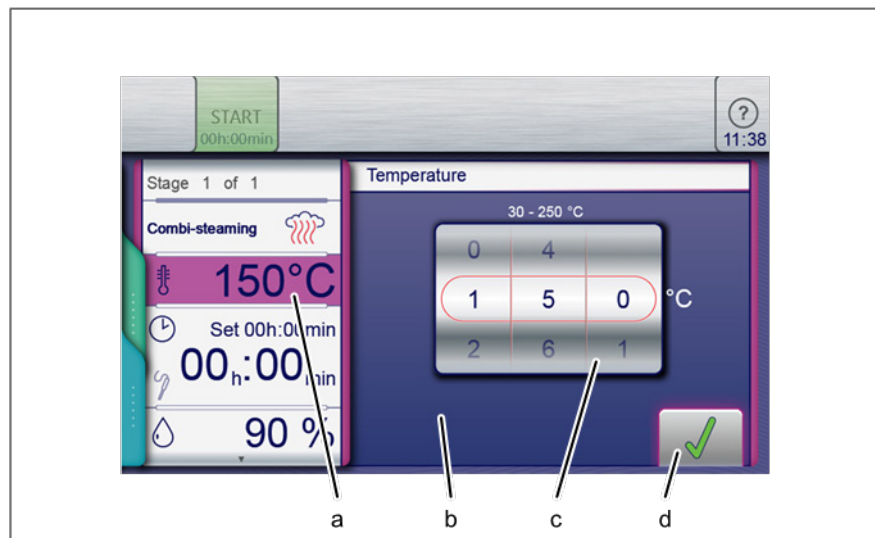 START
00h:00min
?
11:38
Stage 1 of 1
Temperature
30 - 250 °C
Combi-steaming
0 4
150°C
1 5 0 °C
Set 00h:00min
2 6 1
00h:00min
90 %
a b c d